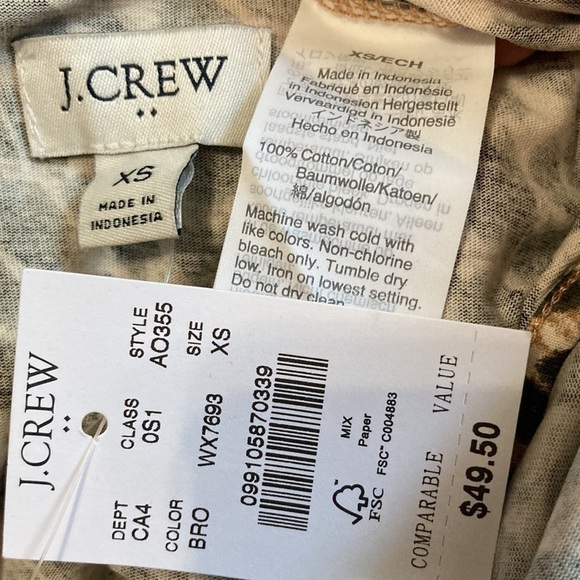 J.CREW
XS
MADE IN
INDONESIA
XS/ECH
Made in Indonesia
Fabriqué en Indonésie
in Indonesien Hergestellt
Vervaardingd in Indonesië
インドネシア製
Hecho en Indonesia
100% Cotton/Coton/
Baumwolle/Katoen/
綿/algodón
Machine wash cold with
like colors. Non-chlorine
bleach only. Tumble dry
low. Iron on lowest setting.
Do not dry clean
J.CREW
STYLE
AO355
SIZE
XS
CLASS
0S1
WX7693
DEPT
CA4
COLOR
BRO
099105870339
MIX
Paper
FSC™ C004883
FSC
COMPARABLE VALUE
$49.50